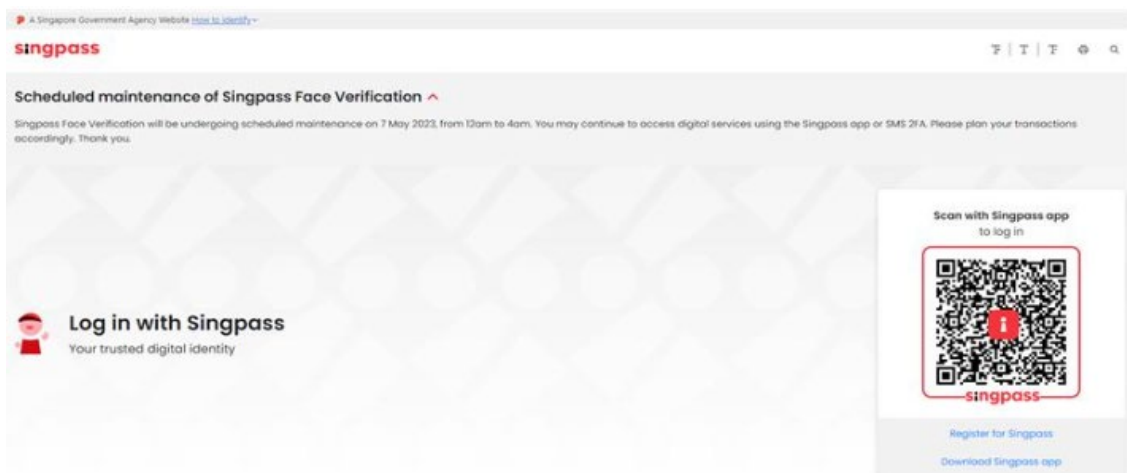 A Singapore Government Agency Website How to identify
singpass
T | T | T
Scheduled maintenance of Singpass Face Verification
Singpass Face Verification will be undergoing scheduled maintenance on 7 May 2023, from 12am to 4am. You may continue to access digital services using the Singpass app or SMS 2FA. Please plan your transactions
accordingly. Thank you.
Scan with Singpass app
to log in
singpass
Log in with Singpass
Your trusted digital identity
Register for Singpass
Download Singpass app